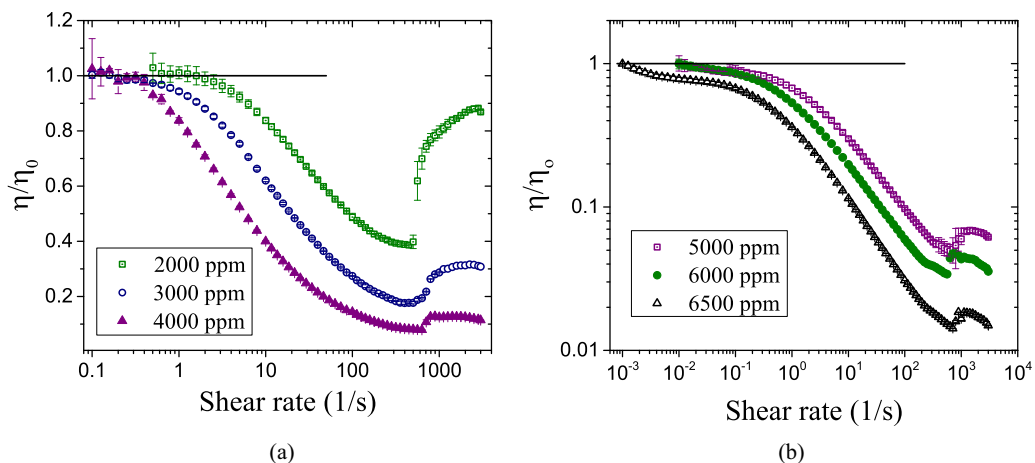 η/η₀
1.0
0.8
0.6
0.4
0.2
2000 ppm
3000 ppm
4000 ppm
0.1 1 10 100 1000
Shear rate (1/s)
(a)
η/ηₒ
1
0.1
0.01
5000 ppm
6000 ppm
6500 ppm
10⁻³ 10⁻² 10⁻¹ 10⁰ 10¹ 10² 10³ 10⁴
Shear rate (1/s)
(b)